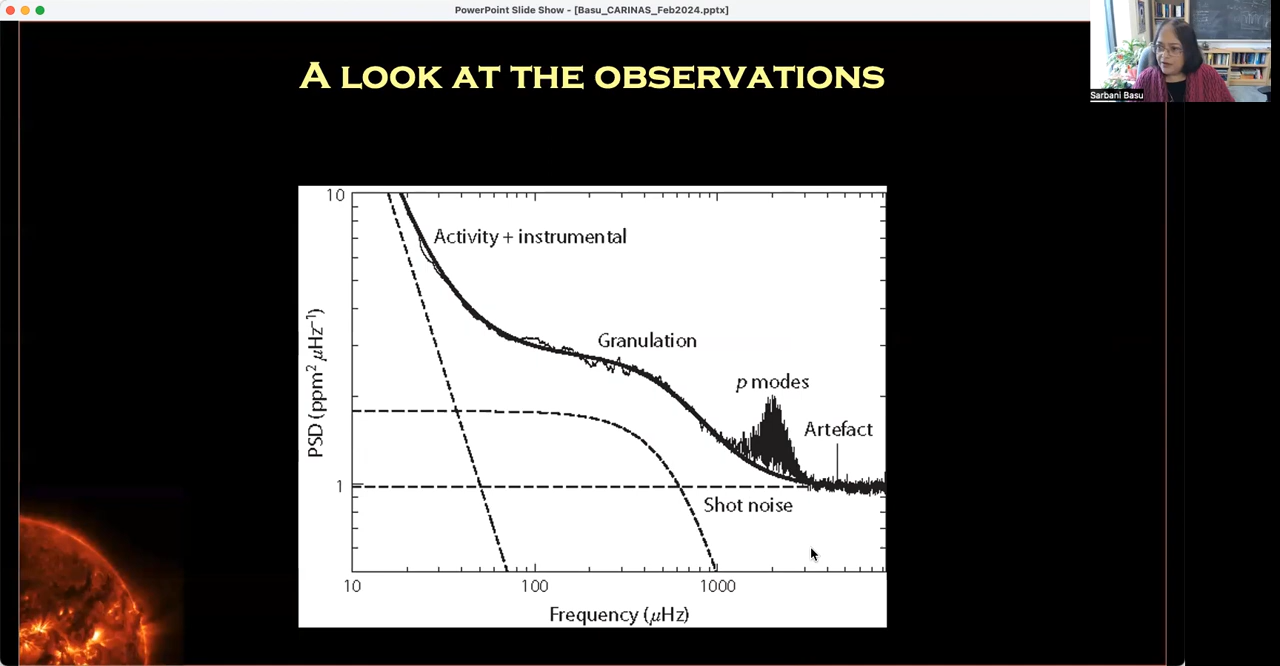 PowerPoint Slide Show - [Basu_CARINAS_Feb2024.pptx]
A LOOK AT THE OBSERVATIONS
Sarbani Basu
10
Activity + instrumental
Granulation
p modes
Artefact
PSD (ppm² μHz⁻¹)
1
Shot noise
10
100
1000
Frequency (μHz)